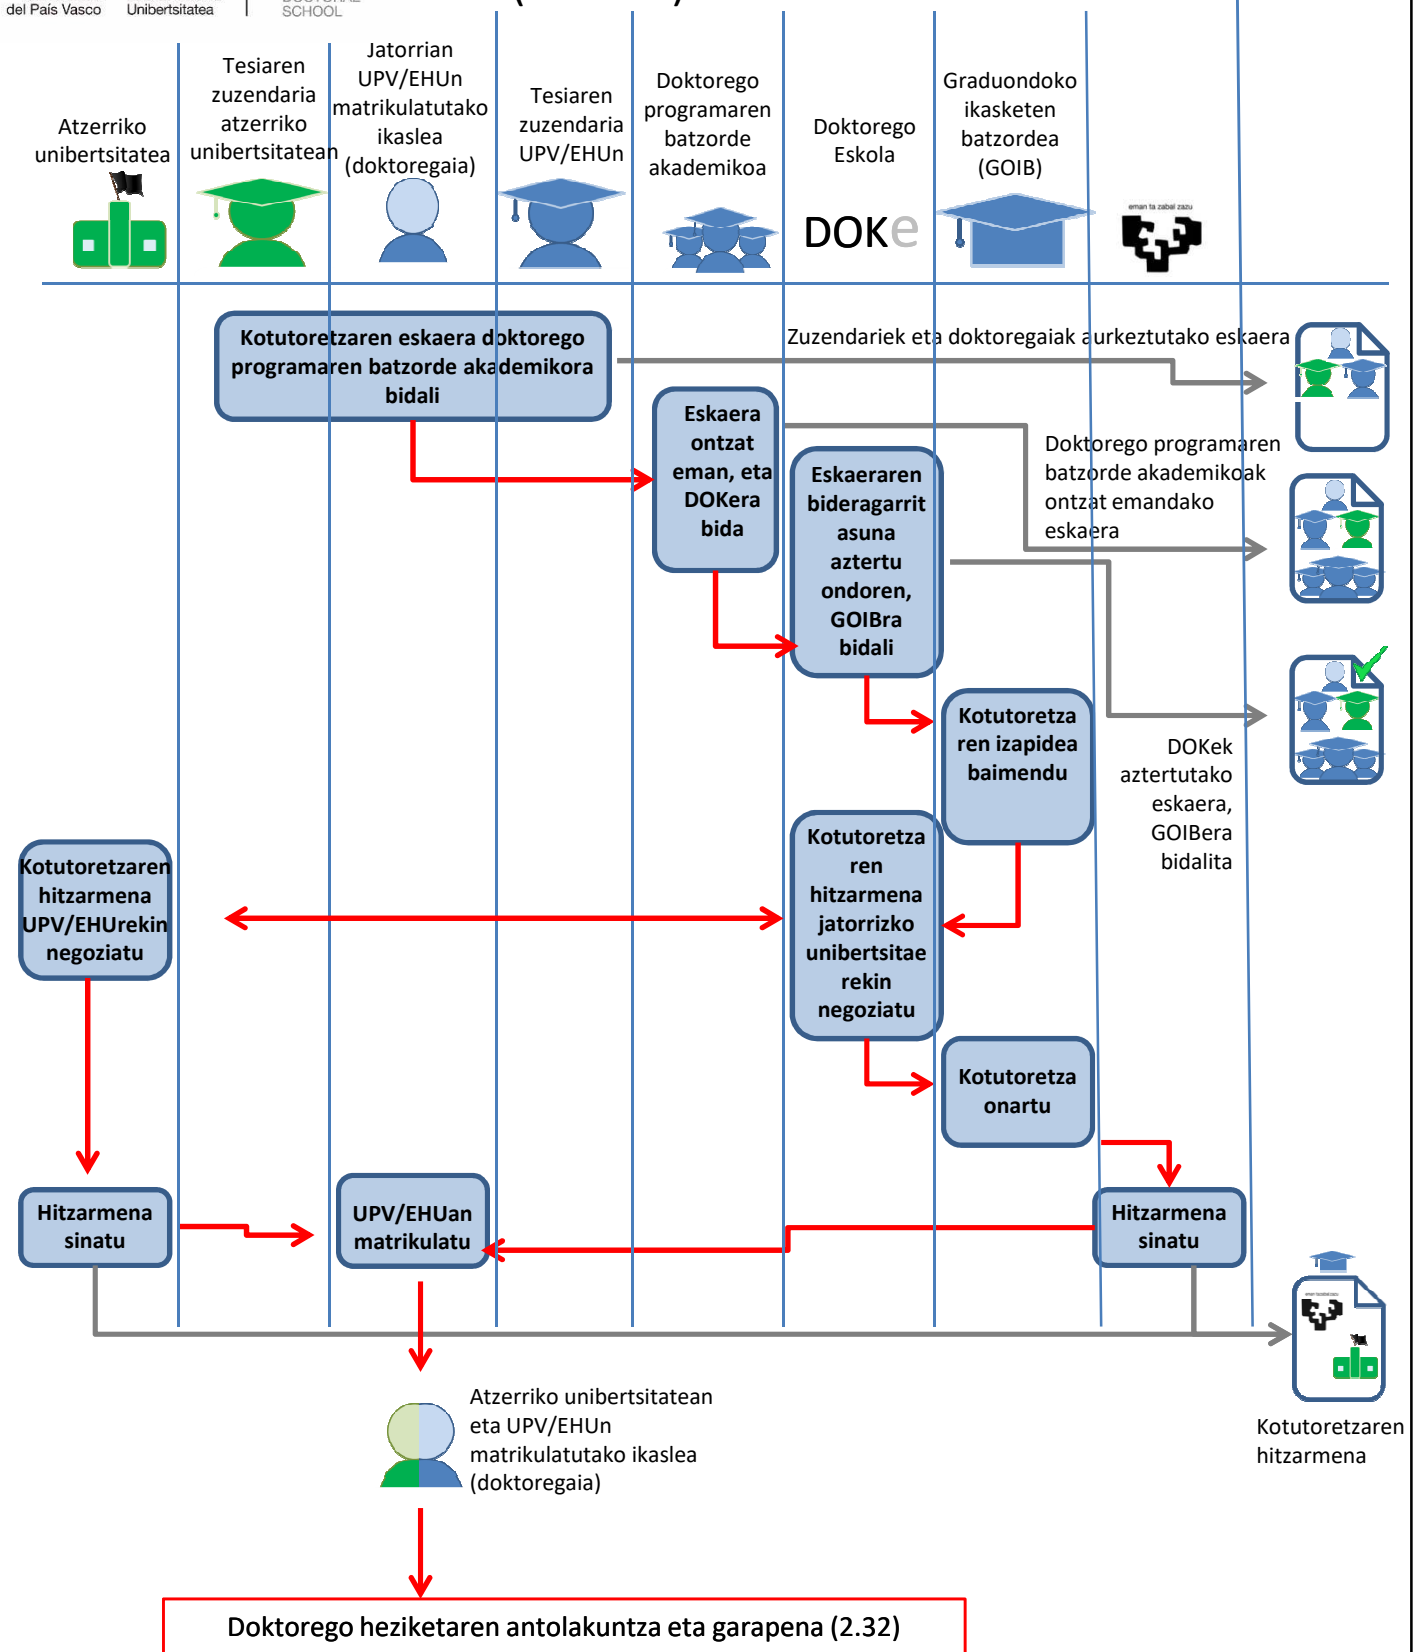 del País Vasco
Unibertsitatea
SCHOOL
Atzerriko
unibertsitatea
Tesiaren
zuzendaria
atzerriko
unibertsitatean
Jatorrian
UPV/EHUn
matrikulatutako
ikaslea
(doktoregaia)
Tesiaren
zuzendaria
UPV/EHUn
Doktorego
programaren
batzorde
akademikoa
Doktorego
Eskola
DOKe
Graduondoko
ikasketen
batzordea
(GOIB)
eman ta zabal zazu
Kotutoretzaren eskaera doktorego
programaren batzorde akademikora
bidali
Zuzendariek eta doktoregaiak aurkeztutako eskaera
Eskaera
ontzat
eman, eta
DOKera
bida
Doktorego programaren
batzorde akademikoak
ontzat emandako
eskaera
Eskaeraren
bideragarrit
asuna
aztertu
ondoren,
GOIBra
bidali
Kotutoretza
ren izapidea
baimendu
DOKek
aztertutako
eskaera,
GOIBera
bidalita
Kotutoretzaren
hitzarmena
UPV/EHUrekin
negoziatu
Kotutoretza
ren
hitzarmena
jatorrizko
unibertsitae
rekin
negoziatu
Kotutoretza
onartu
Hitzarmena
sinatu
UPV/EHUan
matrikulatu
Hitzarmena
sinatu
Kotutoretzaren
hitzarmena
Atzerriko unibertsitatean
eta UPV/EHUn
matrikulatutako ikaslea
(doktoregaia)
Doktorego heziketaren antolakuntza eta garapena (2.32)